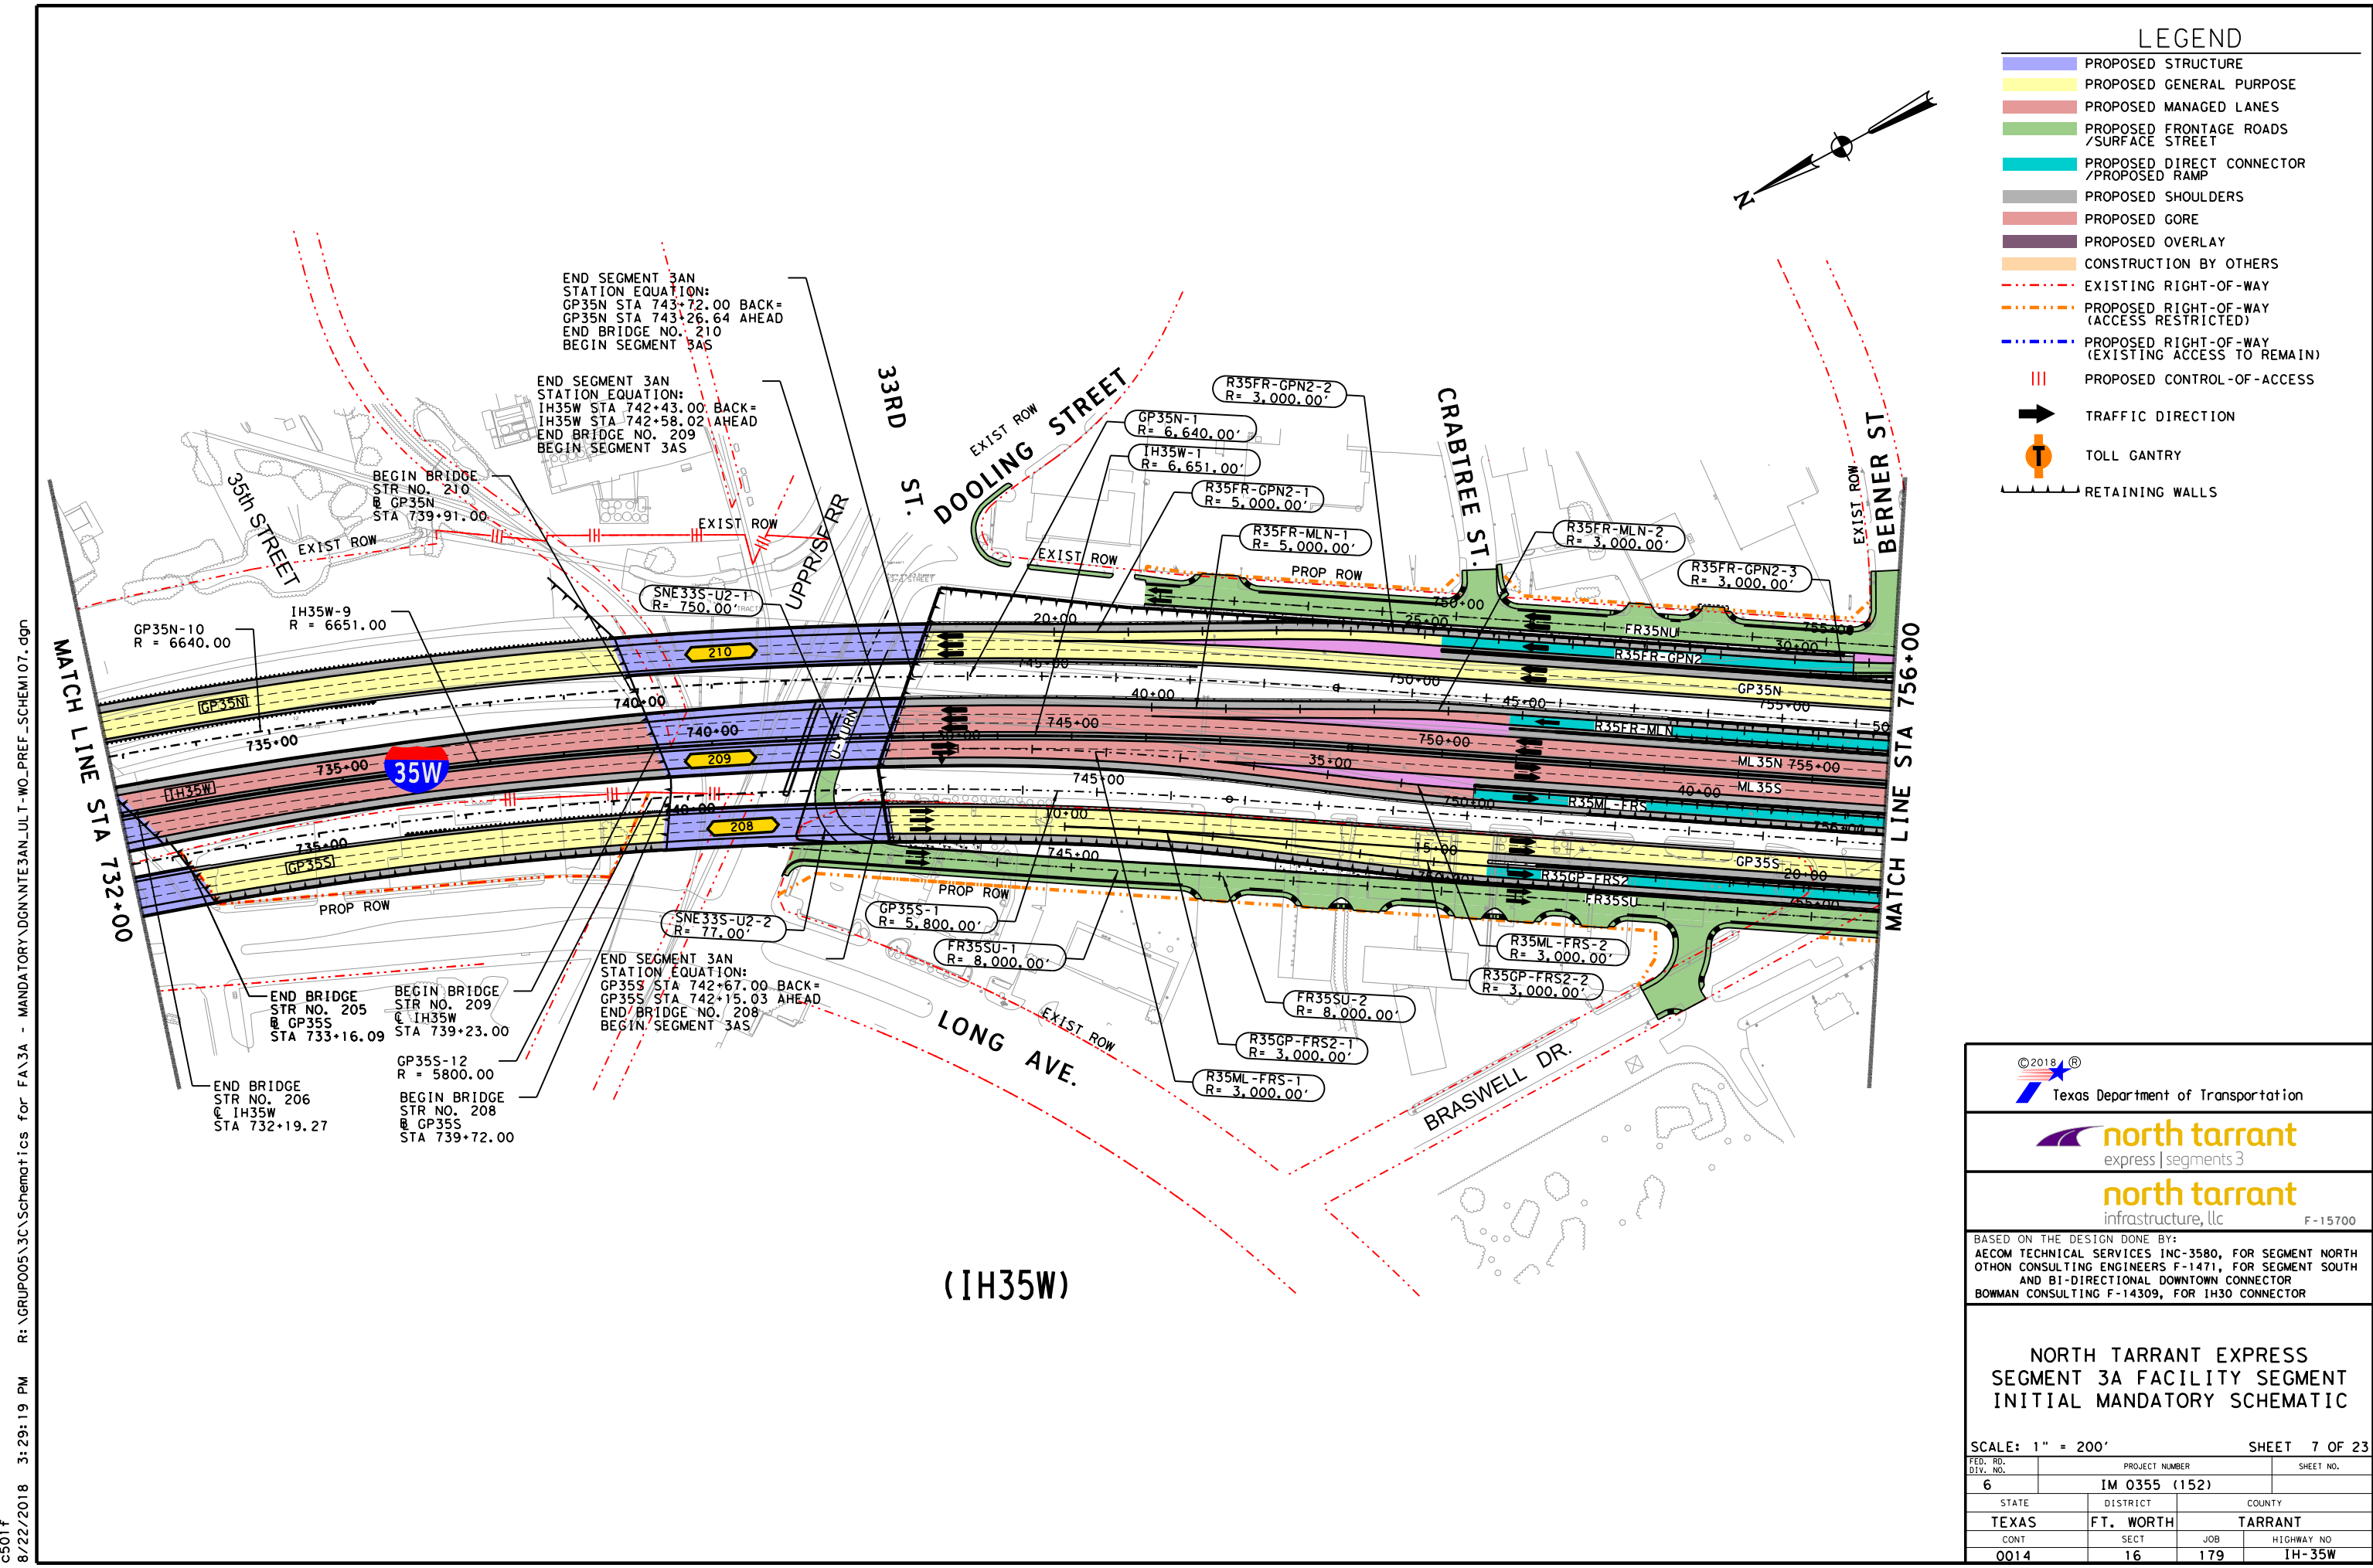 LEGEND
PROPOSED STRUCTURE
PROPOSED GENERAL PURPOSE
PROPOSED MANAGED LANES
PROPOSED FRONTAGE ROADS
/SURFACE STREET
PROPOSED DIRECT CONNECTOR
/PROPOSED RAMP
PROPOSED SHOULDERS
PROPOSED GORE
PROPOSED OVERLAY
CONSTRUCTION BY OTHERS
EXISTING RIGHT-OF-WAY
PROPOSED RIGHT-OF-WAY
(ACCESS RESTRICTED)
PROPOSED RIGHT-OF-WAY
(EXISTING ACCESS TO REMAIN)
PROPOSED CONTROL-OF-ACCESS
TRAFFIC DIRECTION
T
TOLL GANTRY
RETAINING WALLS
N
END SEGMENT 3AN
STATION EQUATION:
GP35N STA 743+72.00 BACK=
GP35N STA 743+26.64 AHEAD
END BRIDGE NO. 210
BEGIN SEGMENT 3AS
END SEGMENT 3AN
STATION EQUATION:
IH35W STA 742+43.00 BACK=
IH35W STA 742+58.02 AHEAD
END BRIDGE NO. 209
BEGIN SEGMENT 3AS
BEGIN BRIDGE
STR NO. 210
℄ GP35N
STA 739+91.00
33RD
ST.
DOOLING STREET
EXIST ROW
CRABTREE ST.
BERNER ST
EXIST ROW
35th STREET
EXIST ROW
EXIST ROW
UPPR/SF RR
EXIST ROW
PROP ROW
R35FR-GPN2-2
R= 3,000.00'
GP35N-1
R= 6,640.00'
IH35W-1
R= 6,651.00'
R35FR-GPN2-1
R= 5,000.00'
R35FR-MLN-1
R= 5,000.00'
R35FR-MLN-2
R= 3,000.00'
R35FR-GPN2-3
R= 3,000.00'
SNE33S-U2-1
R= 750.00'
IH35W-9
R = 6651.00
GP35N-10
R = 6640.00
MATCH LINE STA 732+00
MATCH LINE STA 756+00
20+00
25+00
750+00
755+00
30+00
FR35NU
R35FR-GPN2
210
GP35N
745+00
750+00
GP35N
755+00
740+00
735+00
40+00
45+00
50
R35FR-MLN
740+00
745+00
750+00
ML35N 755+00
209
U-TURN
735+00
35W
IH35W
30+00
35+00
40+00
ML35S
745+00
750+00
R35ML-FRS
755+00
740+00
208
10+00
15+00
GP35S
20+00
735+00
GP35S
745+00
750+00
R35GP-FRS2
FR35SU
755+00
PROP ROW
PROP ROW
SNE33S-U2-2
R= 77.00'
GP35S-1
R= 5,800.00'
FR35SU-1
R= 8,000.00'
R35ML-FRS-2
R= 3,000.00'
R35GP-FRS2-2
R= 3,000.00'
FR35SU-2
R= 8,000.00'
R35GP-FRS2-1
R= 3,000.00'
R35ML-FRS-1
R= 3,000.00'
END SEGMENT 3AN
STATION EQUATION:
GP35S STA 742+67.00 BACK=
GP35S STA 742+15.03 AHEAD
END BRIDGE NO. 208
BEGIN SEGMENT 3AS
END BRIDGE
STR NO. 205
℄ GP35S
STA 733+16.09
BEGIN BRIDGE
STR NO. 209
℄ IH35W
STA 739+23.00
GP35S-12
R = 5800.00
END BRIDGE
STR NO. 206
℄ IH35W
STA 732+19.27
BEGIN BRIDGE
STR NO. 208
℄ GP35S
STA 739+72.00
LONG AVE.
EXIST ROW
BRASWELL DR.
(IH35W)
©2018 ®
Texas Department of Transportation
north tarrant
express | segments 3
north tarrant
infrastructure, llc
F-15700
BASED ON THE DESIGN DONE BY:
AECOM TECHNICAL SERVICES INC-3580, FOR SEGMENT NORTH
OTHON CONSULTING ENGINEERS F-1471, FOR SEGMENT SOUTH
AND BI-DIRECTIONAL DOWNTOWN CONNECTOR
BOWMAN CONSULTING F-14309, FOR IH30 CONNECTOR
NORTH TARRANT EXPRESS
SEGMENT 3A FACILITY SEGMENT
INITIAL MANDATORY SCHEMATIC
SCALE: 1" = 200' SHEET 7 OF 23
FED. RD.
DIV. NO.
PROJECT NUMBER
SHEET NO.
6
IM 0355 (152)
STATE DISTRICT COUNTY
TEXAS FT. WORTH TARRANT
CONT SECT JOB HIGHWAY NO
0014 16 179 IH-35W
c501f
8/22/2018 3:29:19 PM R:\GRUPO05\3C\Schematics for FA\3A - MANDATORY\DGN\NTE3AN_ULT-WO_PREF_SCHEM107.dgn